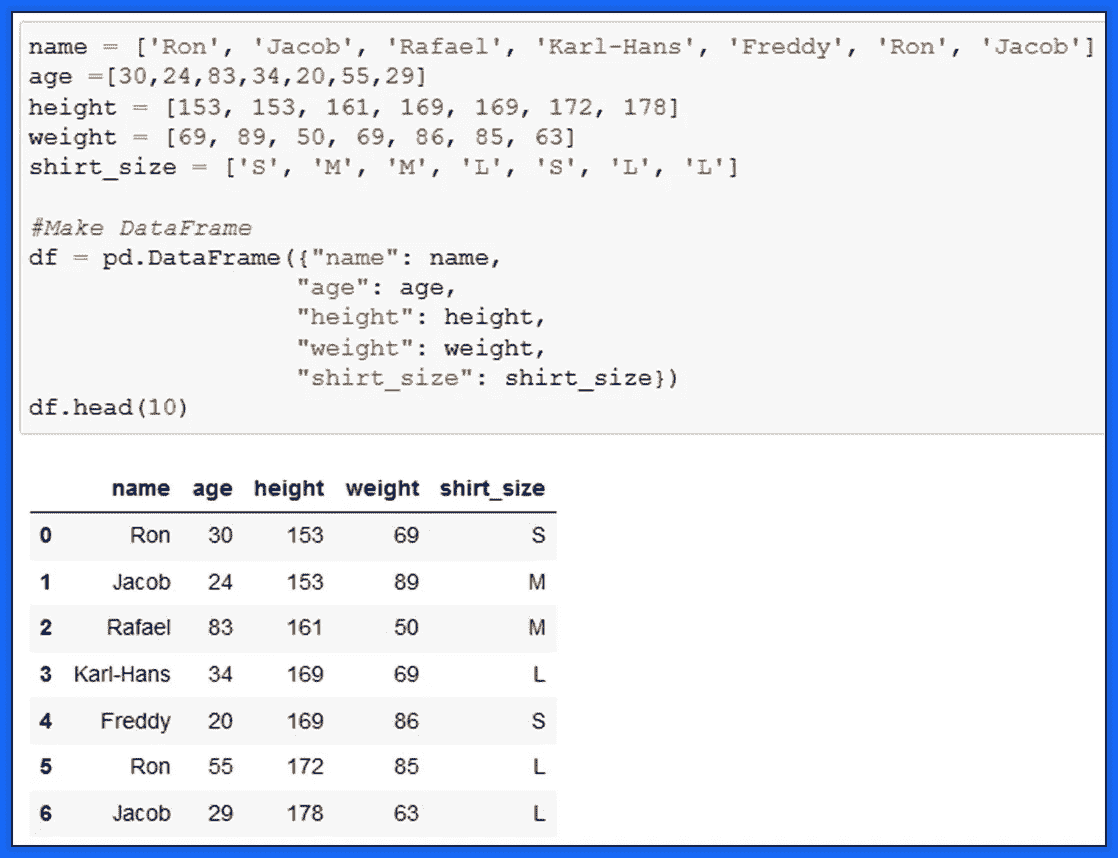 name = ['Ron', 'Jacob', 'Rafael', 'Karl-Hans', 'Freddy', 'Ron', 'Jacob']
age =[30,24,83,34,20,55,29]
height = [153, 153, 161, 169, 169, 172, 178]
weight = [69, 89, 50, 69, 86, 85, 63]
shirt_size = ['S', 'M', 'M', 'L', 'S', 'L', 'L']
#Make DataFrame
df = pd.DataFrame({"name": name,
"age": age,
"height": height,
"weight": weight,
"shirt_size": shirt_size})
df.head(10)
name age height weight shirt_size
0 Ron 30 153 69 S
1 Jacob 24 153 89 M
2 Rafael 83 161 50 M
3 Karl-Hans 34 169 69 L
4 Freddy 20 169 86 S
5 Ron 55 172 85 L
6 Jacob 29 178 63 L